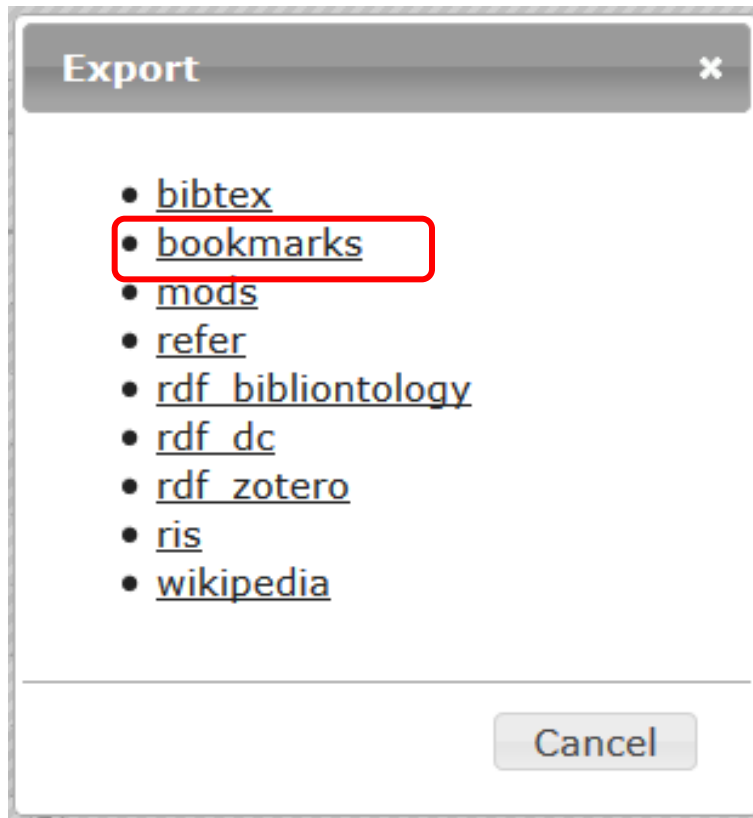 Export
bibtex
bookmarks
mods
refer
rdf_bibliontology
rdf_dc
rdf_zotero
ris
wikipedia
Cancel